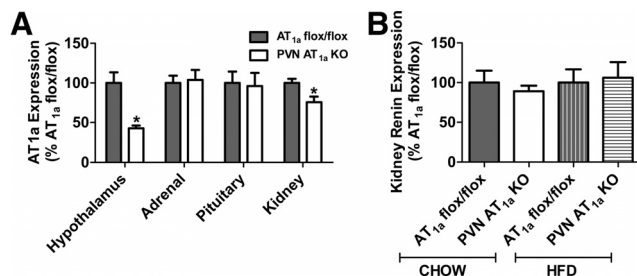 A
AT1a Expression
(% AT1a flox/flox)
150
100
50
0
AT1a flox/flox
PVN AT1a KO
*
*
Hypothalamus
Adrenal
Pituitary
Kidney
B
Kidney Renin Expression
(% AT1a flox/flox)
150
100
50
0
AT1a flox/flox
PVN AT1a KO
AT1a flox/flox
PVN AT1a KO
CHOW
HFD